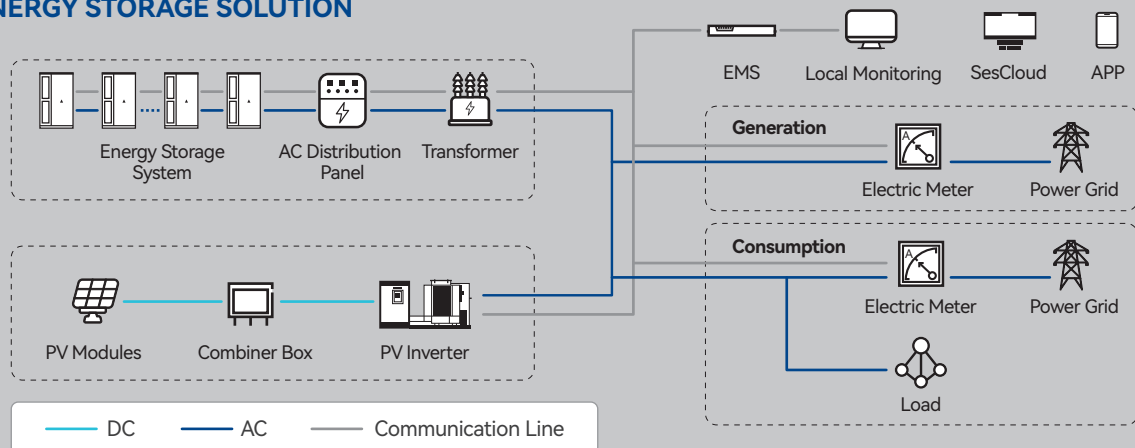 NERGY STORAGE SOLUTION
EMS
Local Monitoring
SesCloud
APP
Energy Storage
System
AC Distribution
Panel
Transformer
Generation
A
Electric Meter
Power Grid
PV Modules
Combiner Box
PV Inverter
Consumption
A
Electric Meter
Power Grid
Load
DC
AC
Communication Line